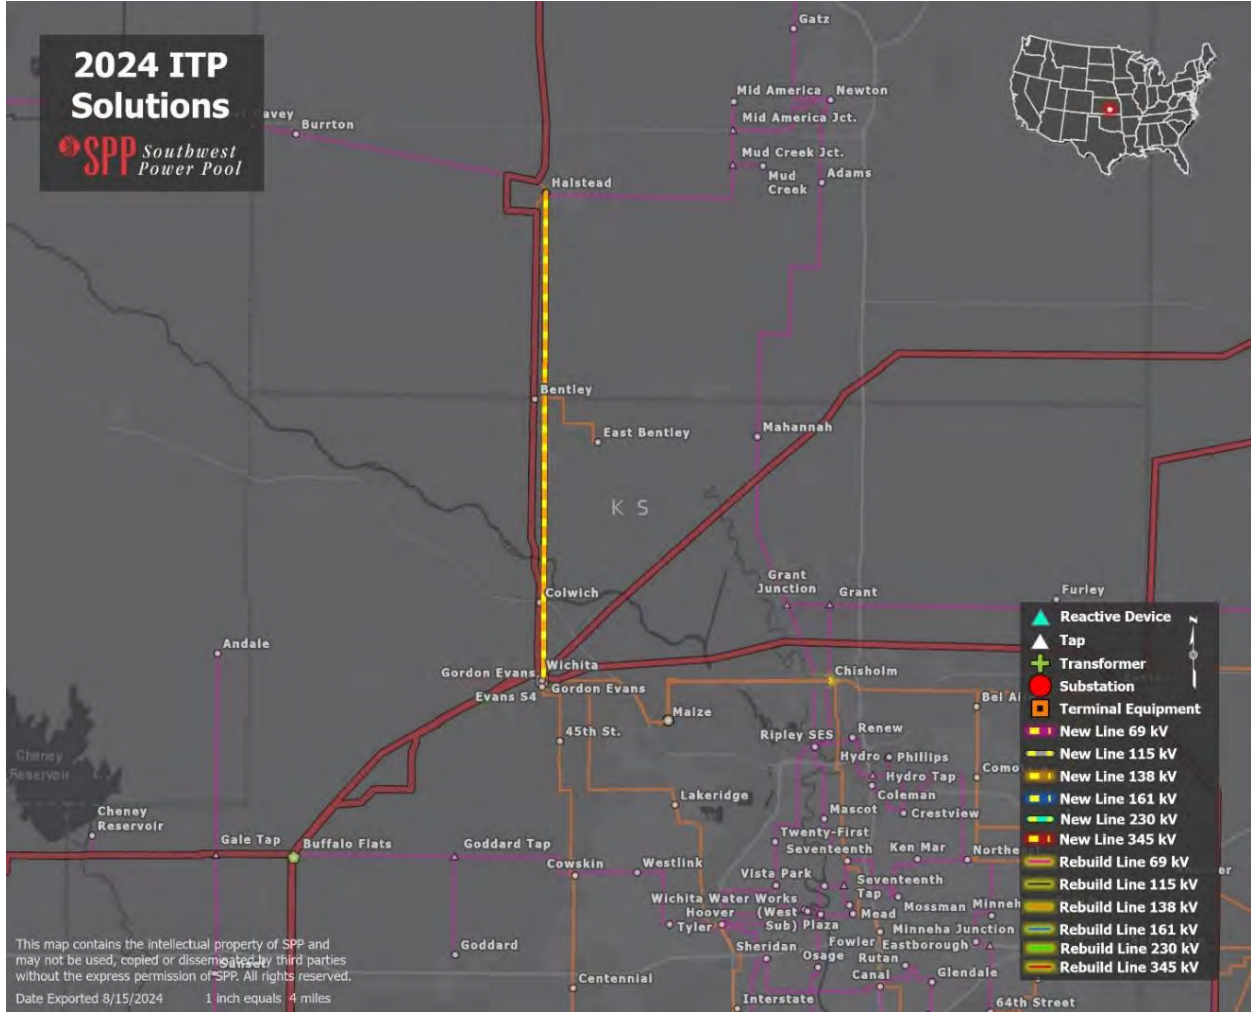 2024 ITP
Solutions
SPP Southwest
Power Pool
Gatz
Mid America
Newton
Mid America Jct.
Burrton
Mud Creek Jct.
Mud
Creek
Adams
Halstead
Bentley
East Bentley
Mahannah
K S
Grant
Junction
Grant
Furley
Colwich
Andale
Wichita
Gordon Evans
Gordon Evans
Evans S4
Chisholm
Maize
45th St.
Ripley SES
Renew
Hydro
Phillips
Hydro Tap
Coleman
Crestview
Cheney
Reservoir
Lakeridge
Mascot
Cheney
Reservoir
Gale Tap
Buffalo Flats
Goddard Tap
Cowskin
Westlink
Twenty-First
Seventeenth
Ken Mar
Vista Park
Seventeenth
Tap
Mossman
Wichita Water Works
Hoover
(West
Sub)
Plaza
Mead
Tyler
Minneha Junction
Sheridan
Fowler
Eastborough
Osage
Rutan
Canal
Glendale
Goddard
Centennial
Interstate
64th Street
Reactive Device
Tap
Transformer
Substation
Terminal Equipment
New Line 69 kV
New Line 115 kV
New Line 138 kV
New Line 161 kV
New Line 230 kV
New Line 345 kV
Rebuild Line 69 kV
Rebuild Line 115 kV
Rebuild Line 138 kV
Rebuild Line 161 kV
Rebuild Line 230 kV
Rebuild Line 345 kV
N
This map contains the intellectual property of SPP and
may not be used, copied or disseminated by third parties
without the express permission of SPP. All rights reserved.
Date Exported 8/15/2024 1 inch equals 4 miles